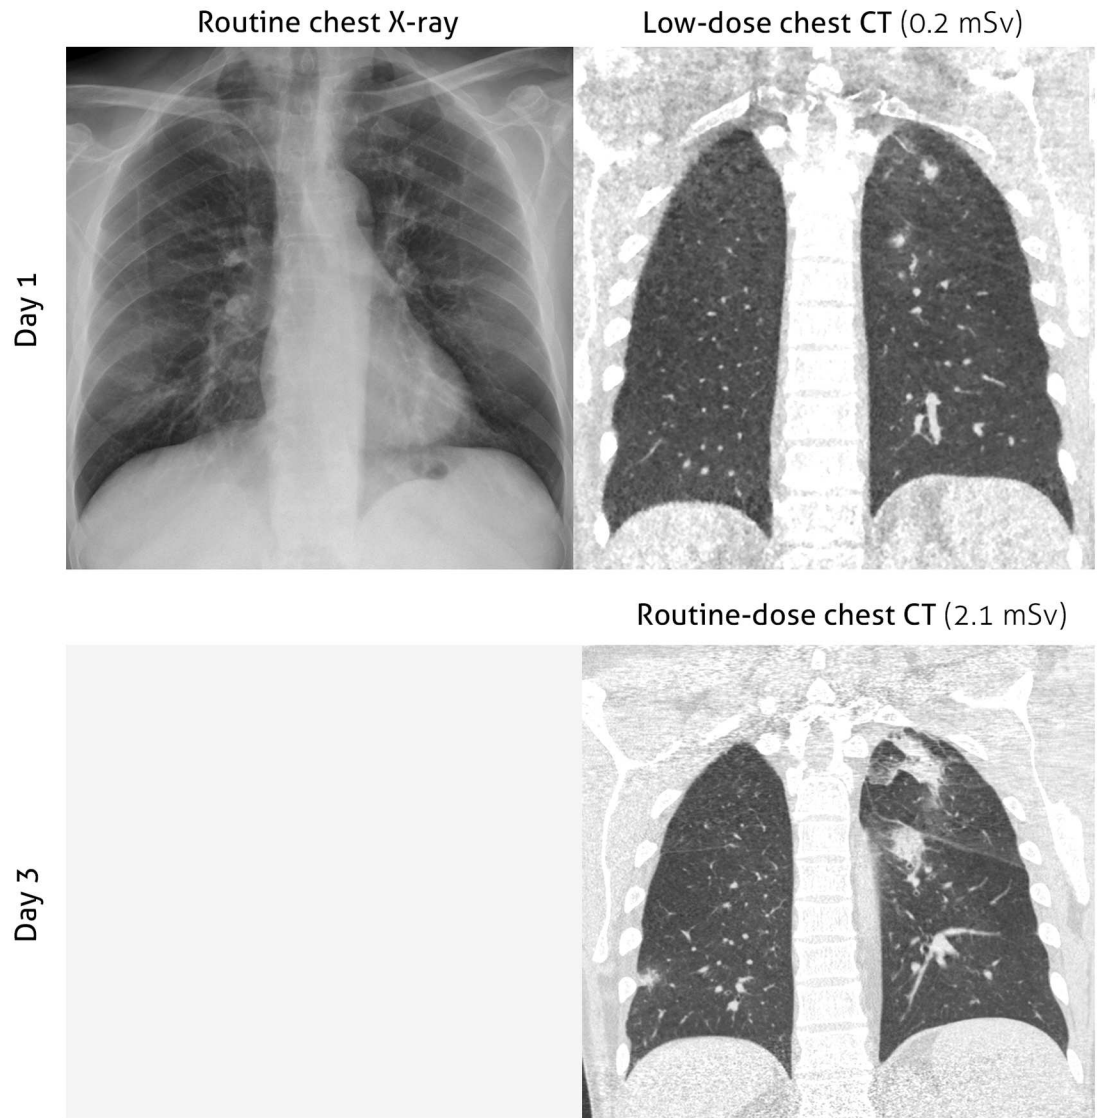 Routine chest X-ray
Low-dose chest CT (0.2 mSv)
Day 1
Routine-dose chest CT (2.1 mSv)
Day 3